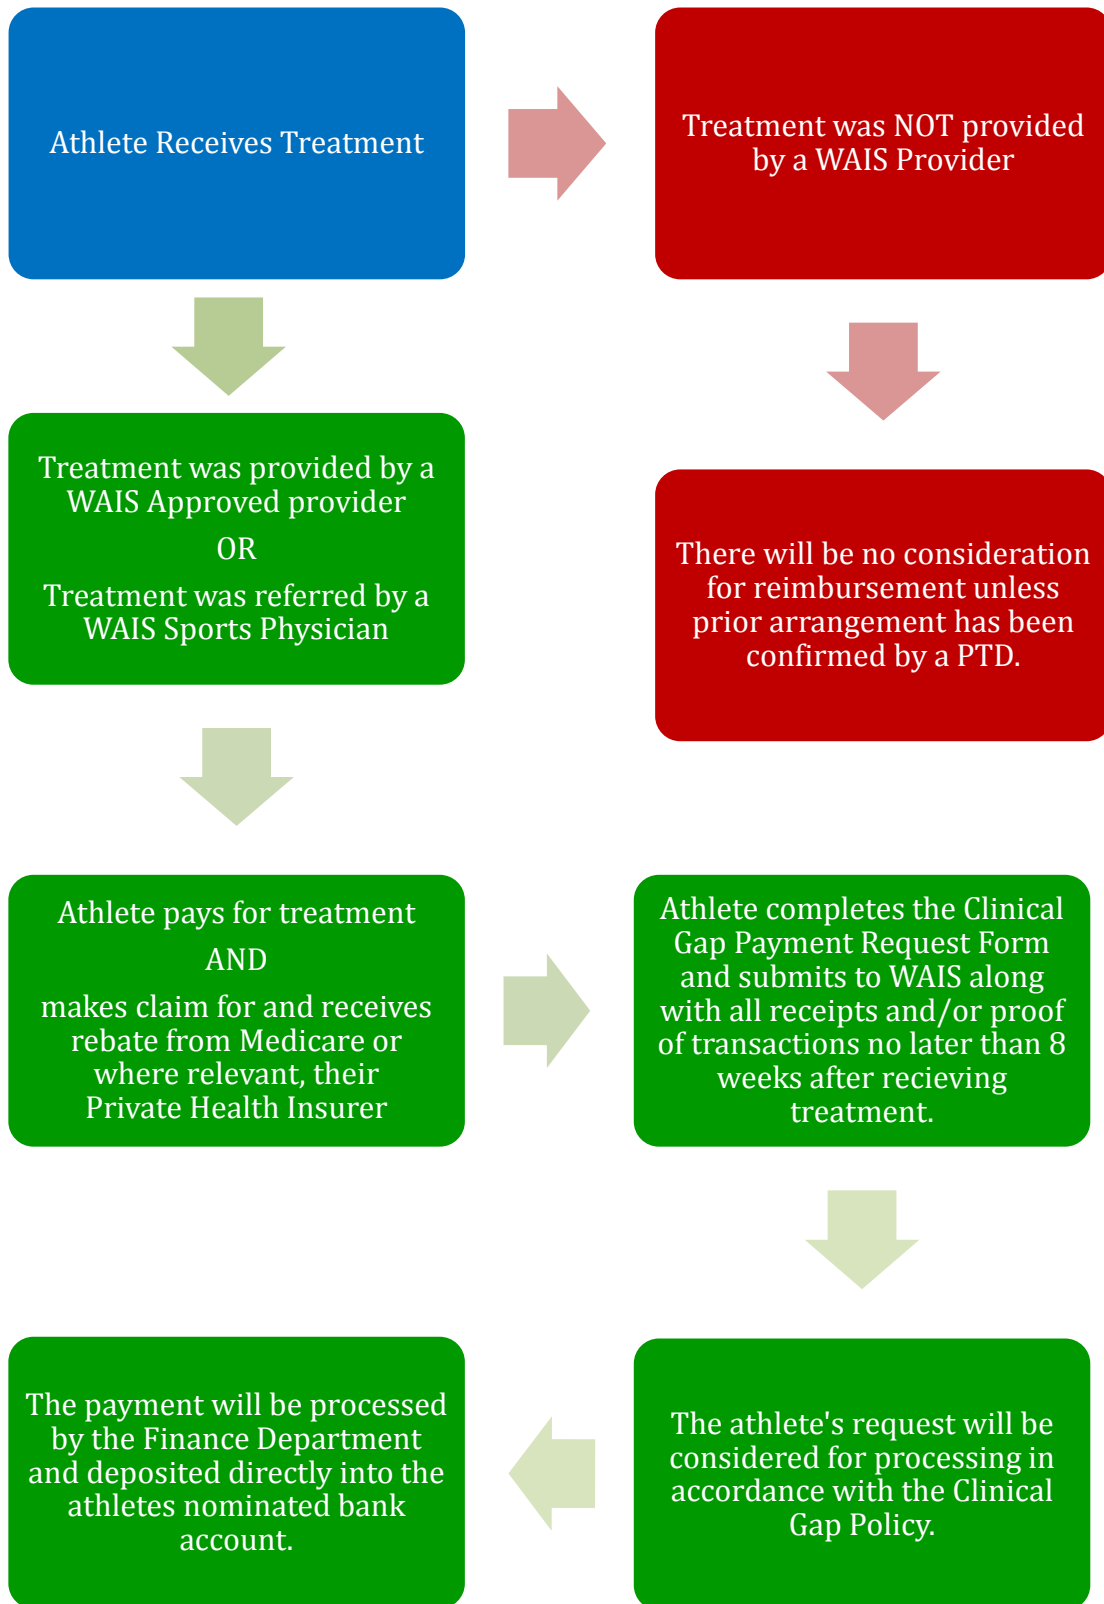 Athlete Receives Treatment
Treatment was NOT provided
by a WAIS Provider
Treatment was provided by a
WAIS Approved provider
OR
Treatment was referred by a
WAIS Sports Physician
There will be no consideration
for reimbursement unless
prior arrangement has been
confirmed by a PTD.
Athlete pays for treatment
AND
makes claim for and receives
rebate from Medicare or
where relevant, their
Private Health Insurer
Athlete completes the Clinical
Gap Payment Request Form
and submits to WAIS along
with all receipts and/or proof
of transactions no later than 8
weeks after recieving
treatment.
The payment will be processed
by the Finance Department
and deposited directly into the
athletes nominated bank
account.
The athlete's request will be
considered for processing in
accordance with the Clinical
Gap Policy.